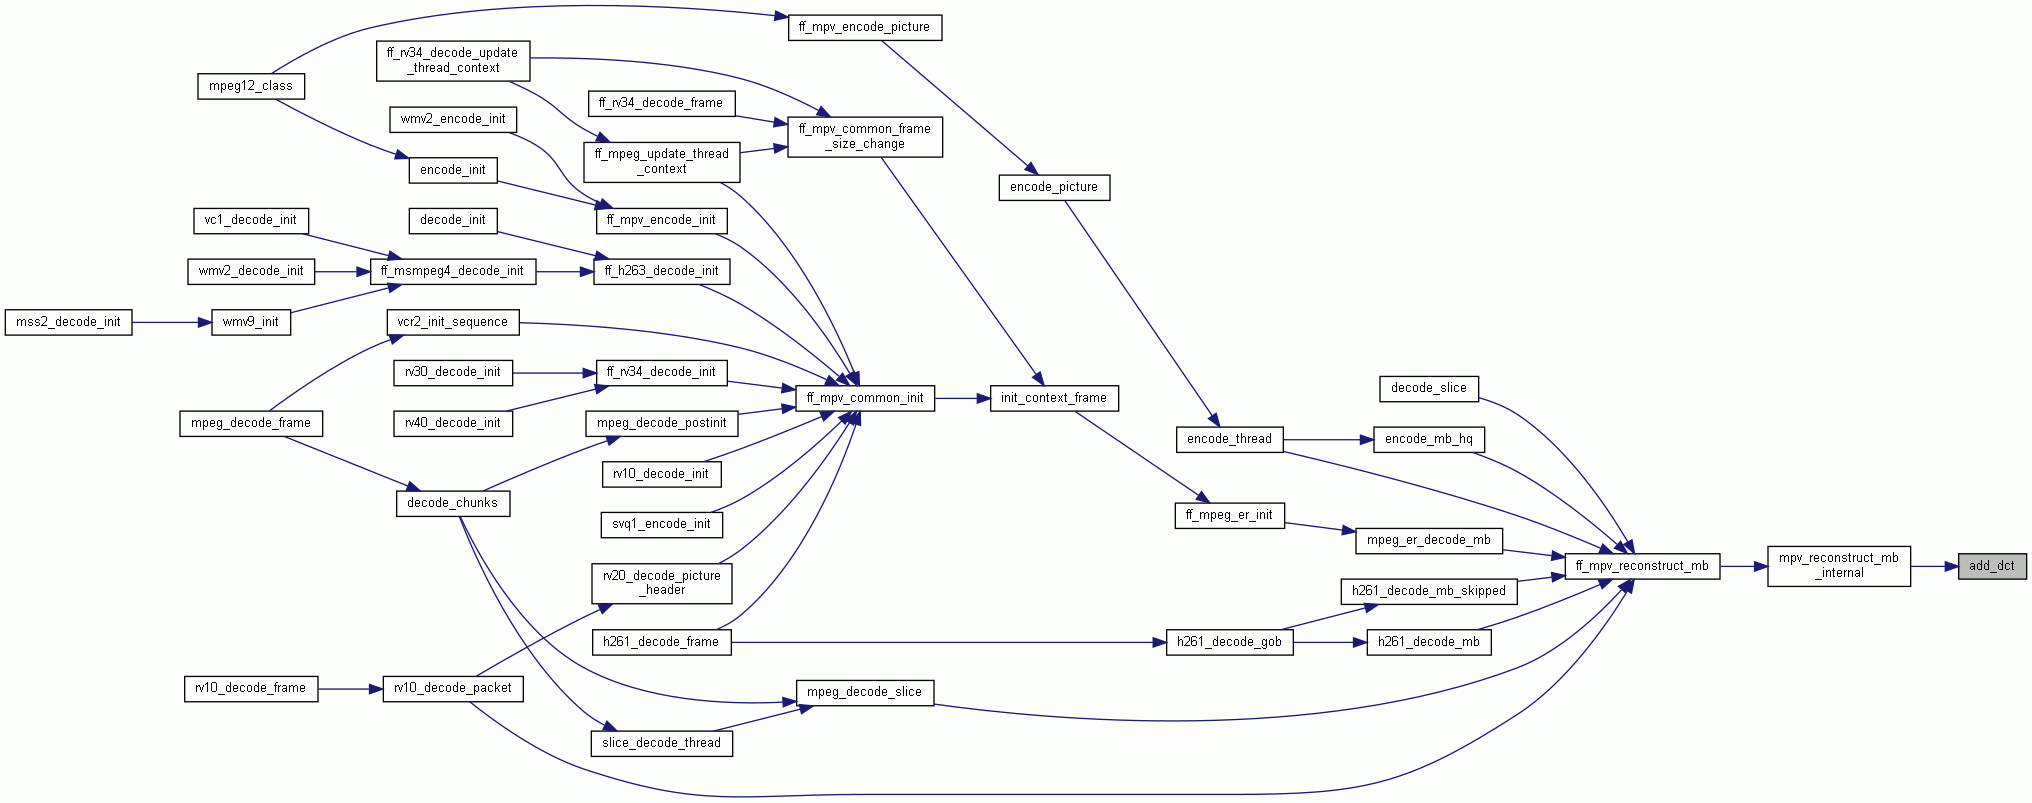 ff_mpv_encode_picture
ff_rv34_decode_update
_thread_context
mpeg12_class
ff_rv34_decode_frame
wmv2_encode_init
ff_mpv_common_frame
_size_change
ff_mpeg_update_thread
_context
encode_init
encode_picture
vc1_decode_init
decode_init
ff_mpv_encode_init
wmv2_decode_init
ff_msmpeg4_decode_init
ff_h263_decode_init
mss2_decode_init
wmv9_init
vcr2_init_sequence
rv30_decode_init
ff_rv34_decode_init
ff_mpv_common_init
init_context_frame
decode_slice
mpeg_decode_frame
rv40_decode_init
mpeg_decode_postinit
encode_thread
encode_mb_hq
rv10_decode_init
decode_chunks
svq1_encode_init
ff_mpeg_er_init
mpeg_er_decode_mb
rv20_decode_picture
_header
ff_mpv_reconstruct_mb
mpv_reconstruct_mb
_internal
add_dct
h261_decode_mb_skipped
h261_decode_frame
h261_decode_gob
h261_decode_mb
rv10_decode_frame
rv10_decode_packet
mpeg_decode_slice
slice_decode_thread